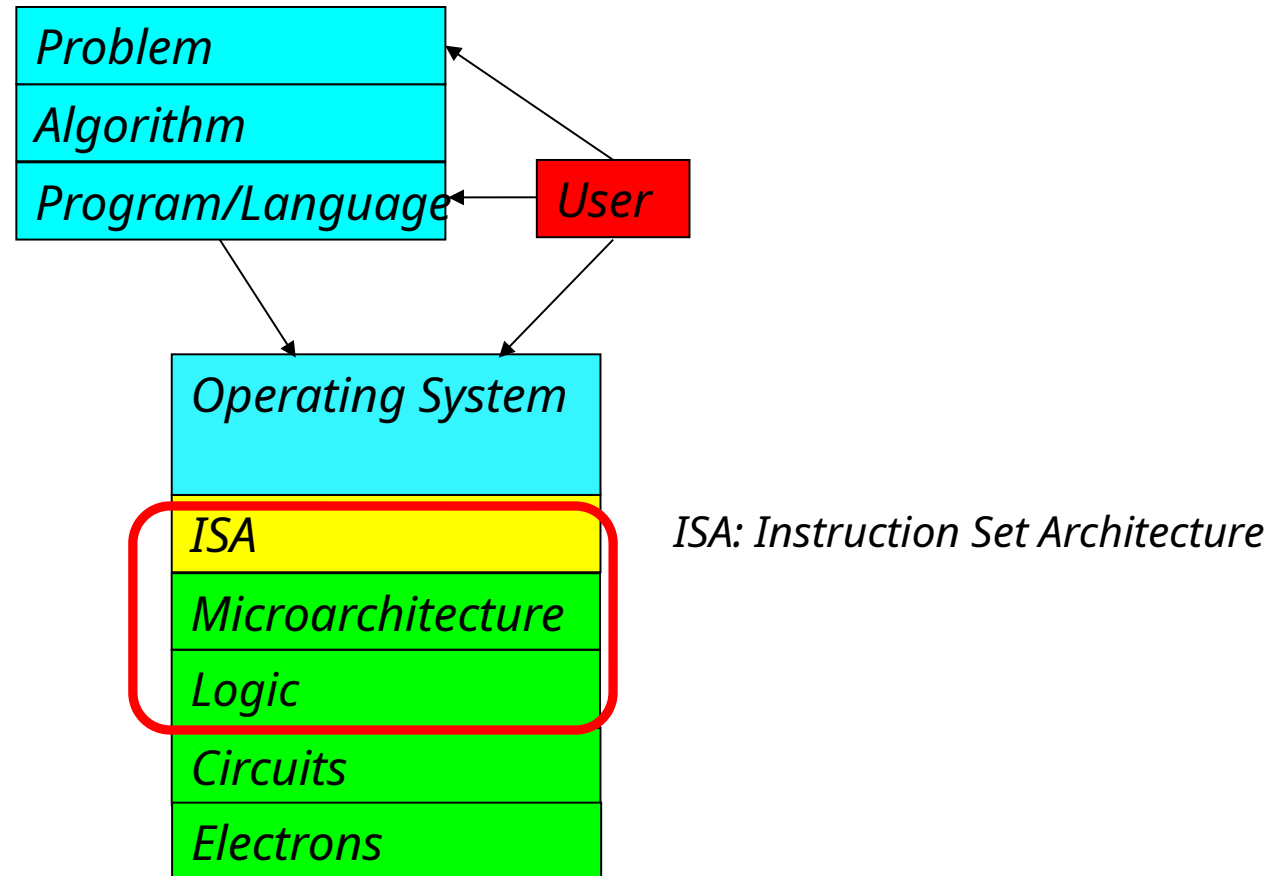 Problem
Algorithm
Program/Language
User
Operating System
ISA
ISA: Instruction Set Architecture
Microarchitecture
Logic
Circuits
Electrons